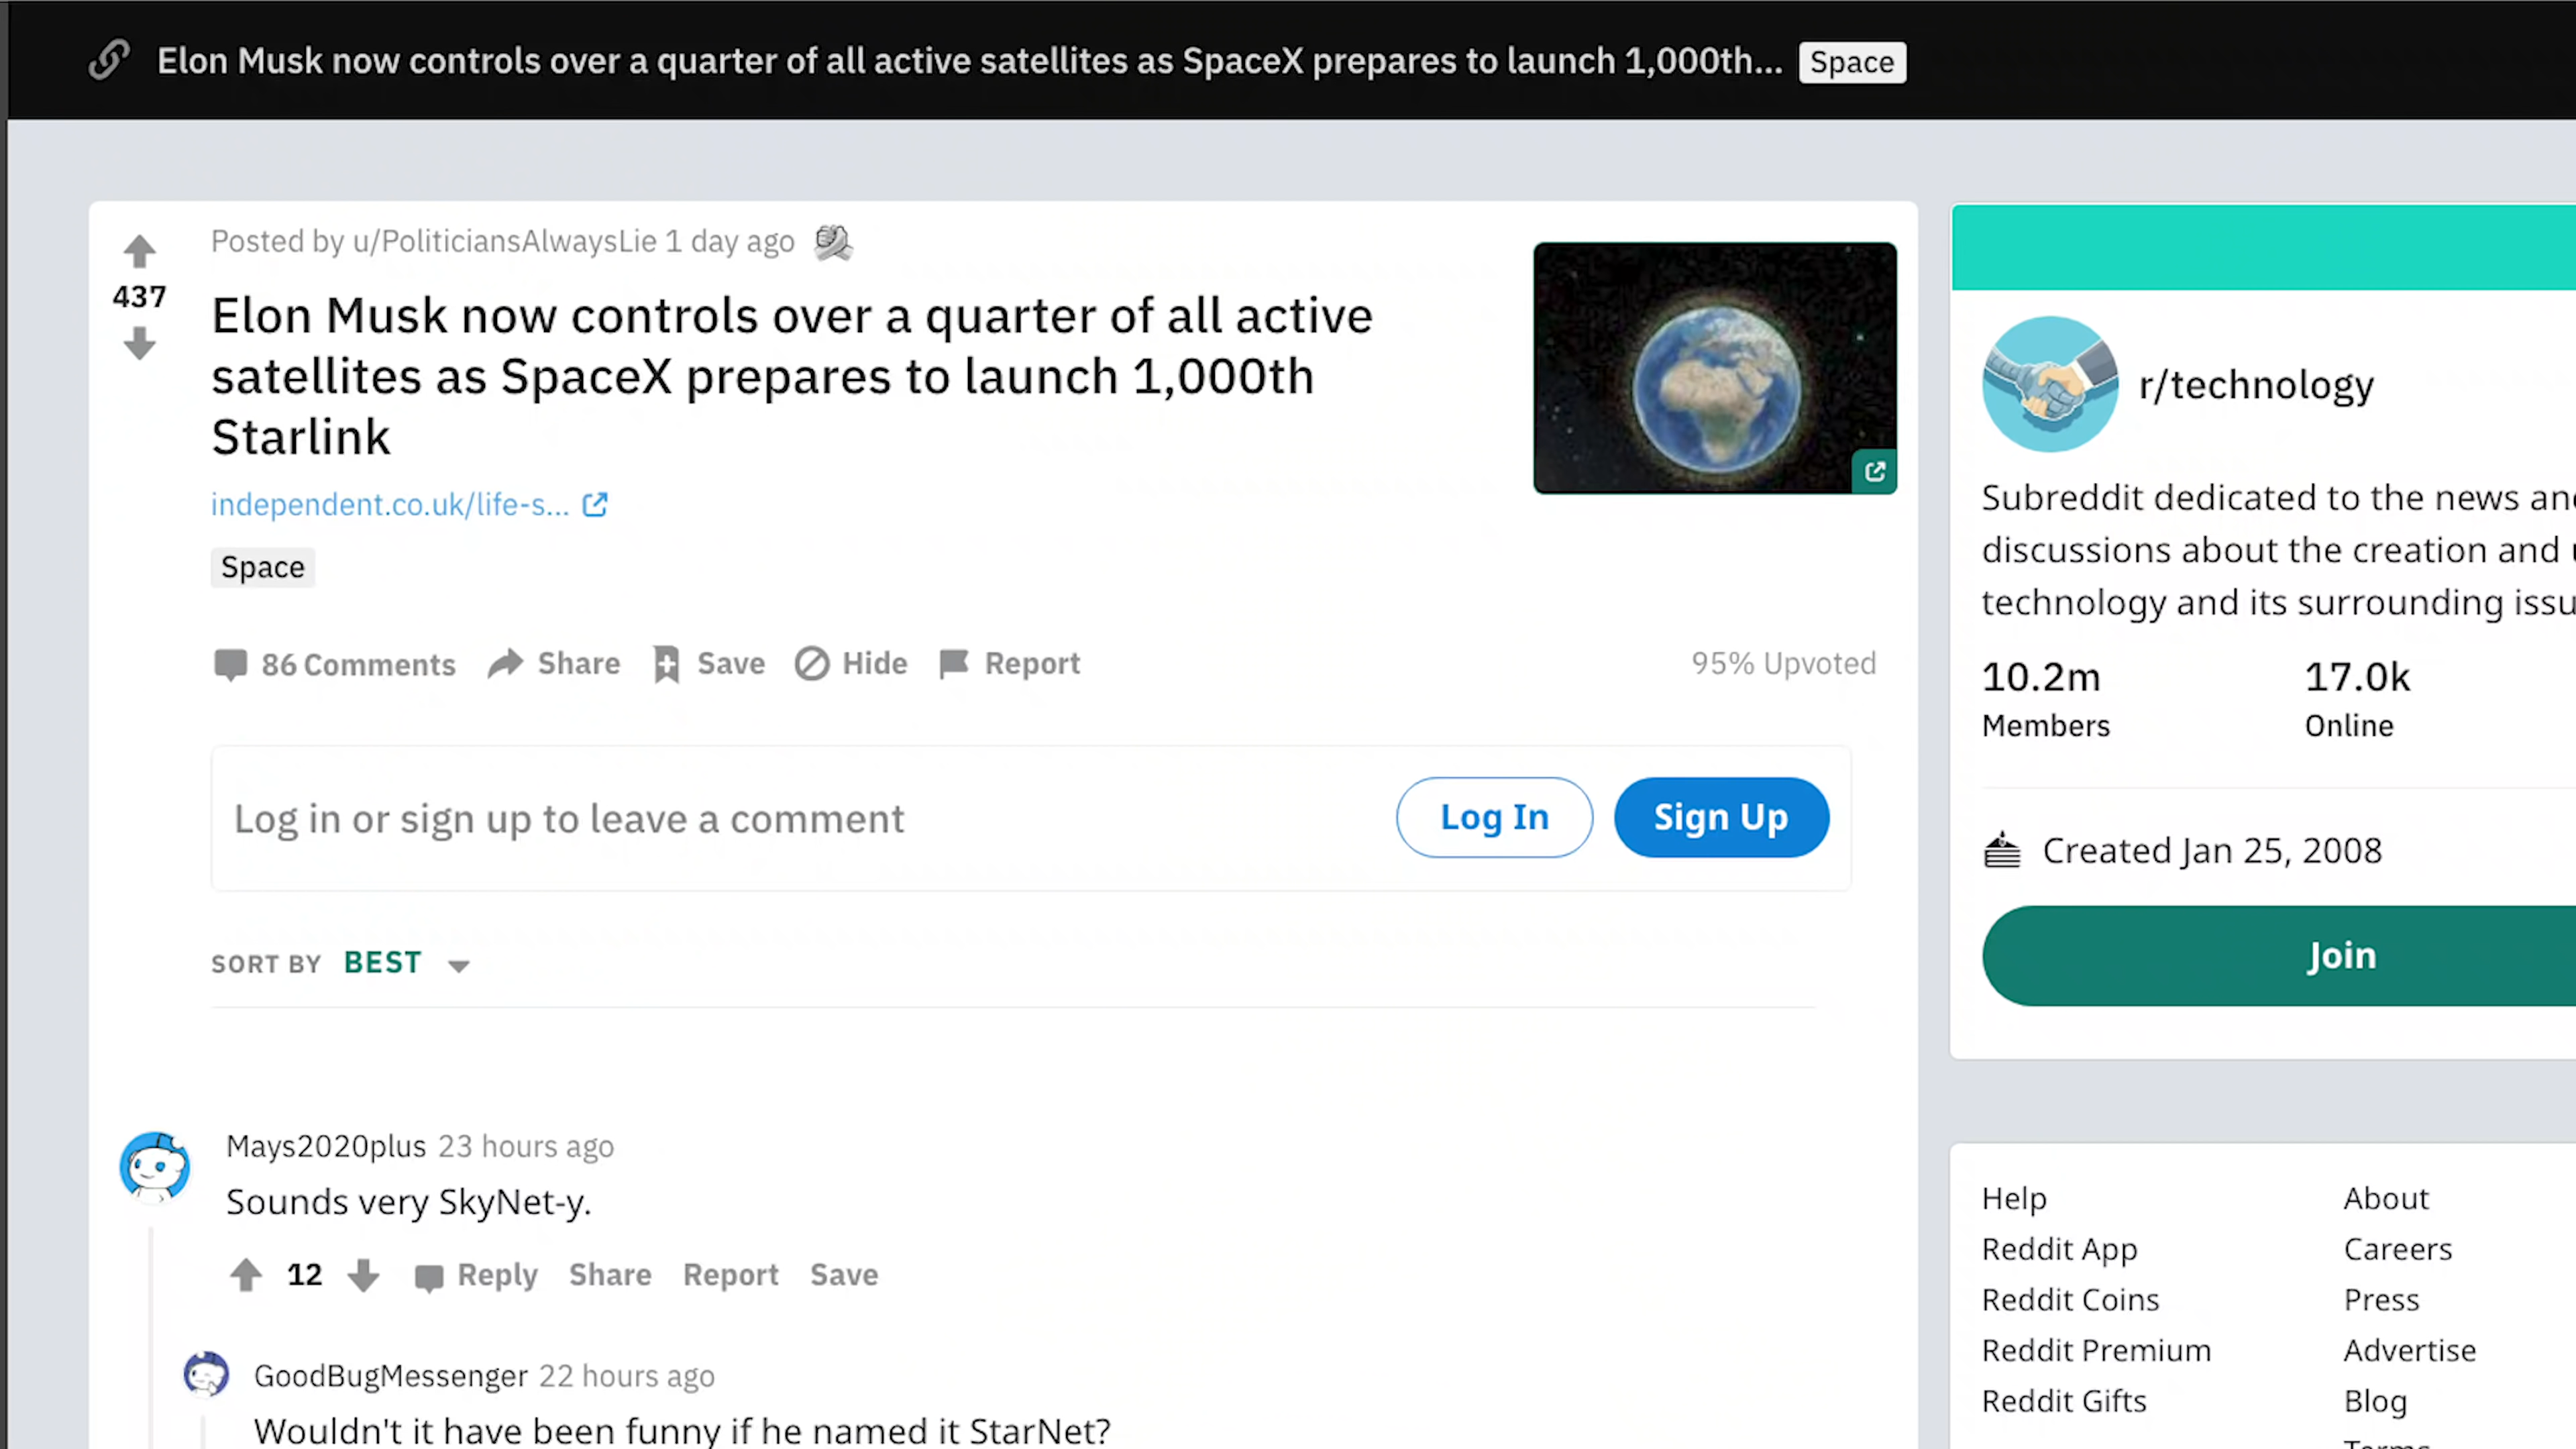 Elon Musk now controls over a quarter of all active satellites as SpaceX prepares to launch 1,000th... Space
Posted by u/PoliticiansAlwaysLie 1 day ago
437
Elon Musk now controls over a quarter of all active
satellites as SpaceX prepares to launch 1,000th
Starlink
independent.co.uk/life-s...
Space
86 Comments Share Save Hide Report 95% Upvoted
Log in or sign up to leave a comment Log In Sign Up
SORT BY BEST
Mays2020plus 23 hours ago
Sounds very SkyNet-y.
12 Reply Share Report Save
GoodBugMessenger 22 hours ago
Wouldn't it have been funny if he named it StarNet?
r/technology
Subreddit dedicated to the news
discussions about the creation and
technology and its surrounding
10.2m 17.0k
Members Online
Created Jan 25, 2008
Join
Help About
Reddit App Careers
Reddit Coins Press
Reddit Premium Advertise
Reddit Gifts Blog